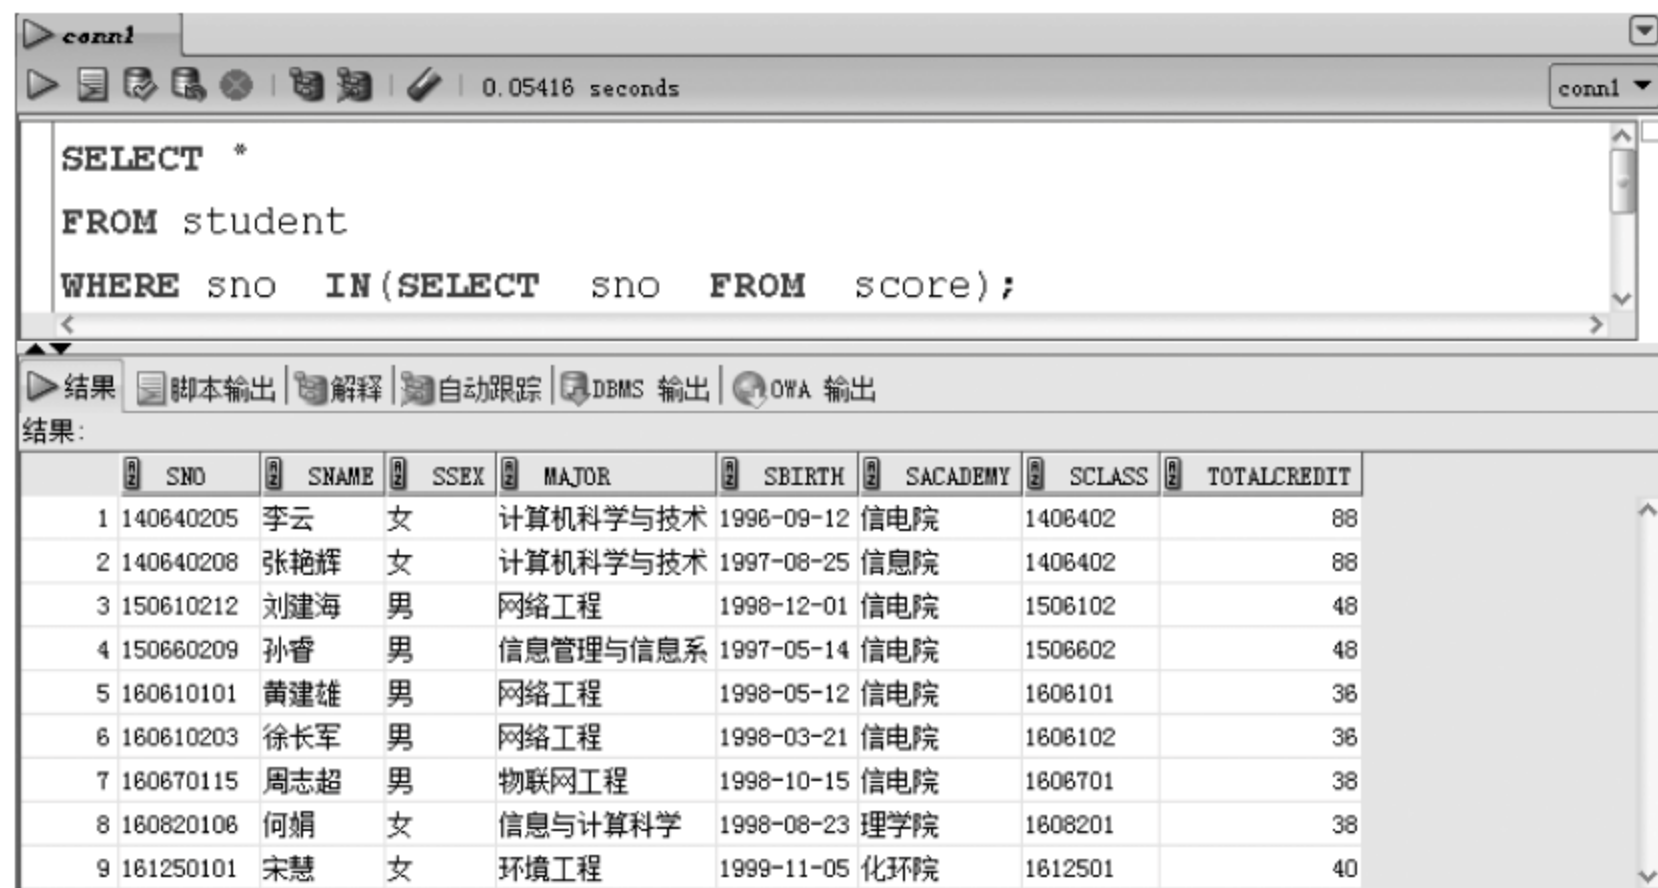 conn1
0.05416 seconds conn1
SELECT *
FROM student
WHERE sno IN(SELECT sno FROM score);
结果 脚本输出 解释 自动跟踪 DBMS 输出 OWA 输出
结果:
SNO SNAME SSEX MAJOR SBIRTH SACADEMY SCLASS TOTALCREDIT
1 140640205 李云 女 计算机科学与技术 1996-09-12 信电院 1406402 88
2 140640208 张艳辉 女 计算机科学与技术 1997-08-25 信息院 1406402 88
3 150610212 刘建海 男 网络工程 1998-12-01 信电院 1506102 48
4 150660209 孙睿 男 信息管理与信息系 1997-05-14 信电院 1506602 48
5 160610101 黄建雄 男 网络工程 1998-05-12 信电院 1606101 36
6 160610203 徐长军 男 网络工程 1998-03-21 信电院 1606102 36
7 160670115 周志超 男 物联网工程 1998-10-15 信电院 1606701 38
8 160820106 何娟 女 信息与计算科学 1998-08-23 理学院 1608201 38
9 161250101 宋慧 女 环境工程 1999-11-05 化环院 1612501 40